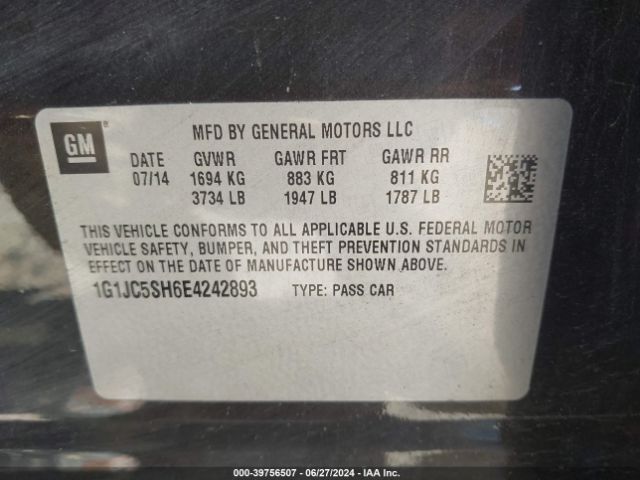 GM ®
MFD BY GENERAL MOTORS LLC
DATE GVWR GAWR FRT GAWR RR
07/14 1694 KG 883 KG 811 KG
3734 LB 1947 LB 1787 LB
THIS VEHICLE CONFORMS TO ALL APPLICABLE U.S. FEDERAL MOTOR
VEHICLE SAFETY, BUMPER, AND THEFT PREVENTION STANDARDS IN
EFFECT ON THE DATE OF MANUFACTURE SHOWN ABOVE.
1G1JC5SH6E4242893 TYPE: PASS CAR
000-39756507 - 06/27/2024 - IAA Inc.